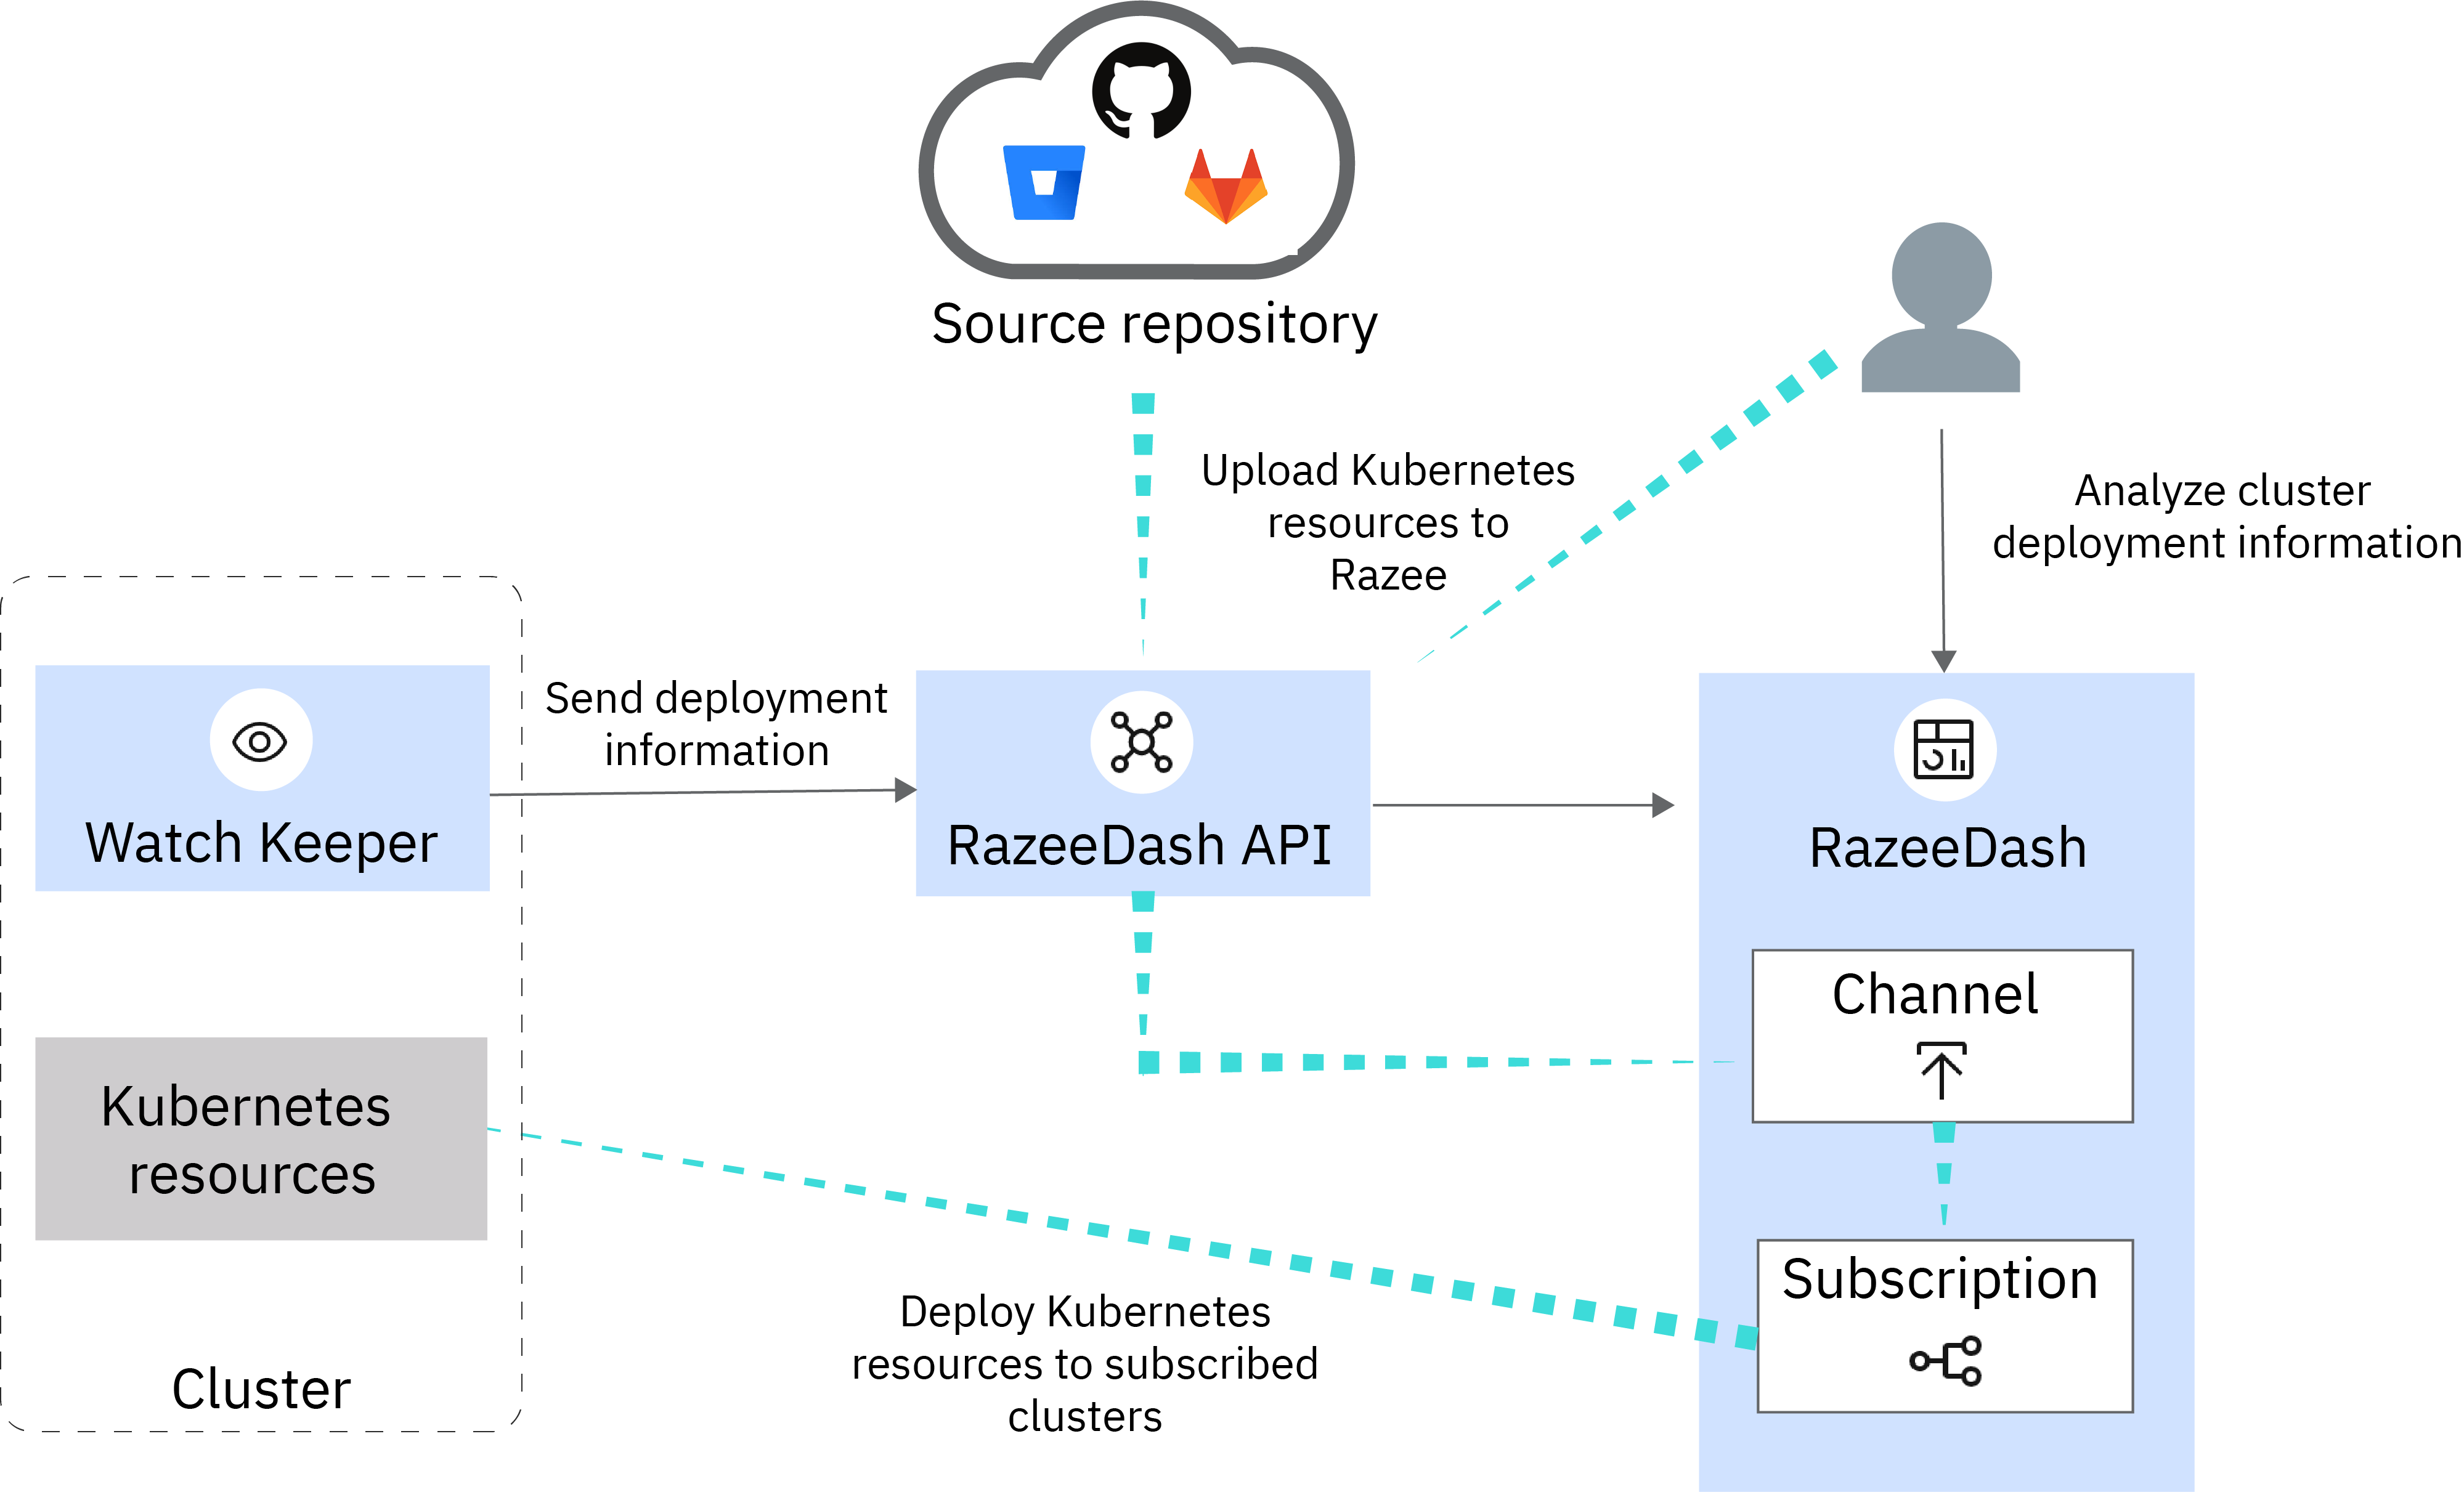 Source repository
Upload Kubernetes
resources to
Razee
Analyze cluster
deployment information
Send deployment
information
Watch Keeper
RazeeDash API
RazeeDash
Channel
Kubernetes
resources
Subscription
Deploy Kubernetes
resources to subscribed
clusters
Cluster